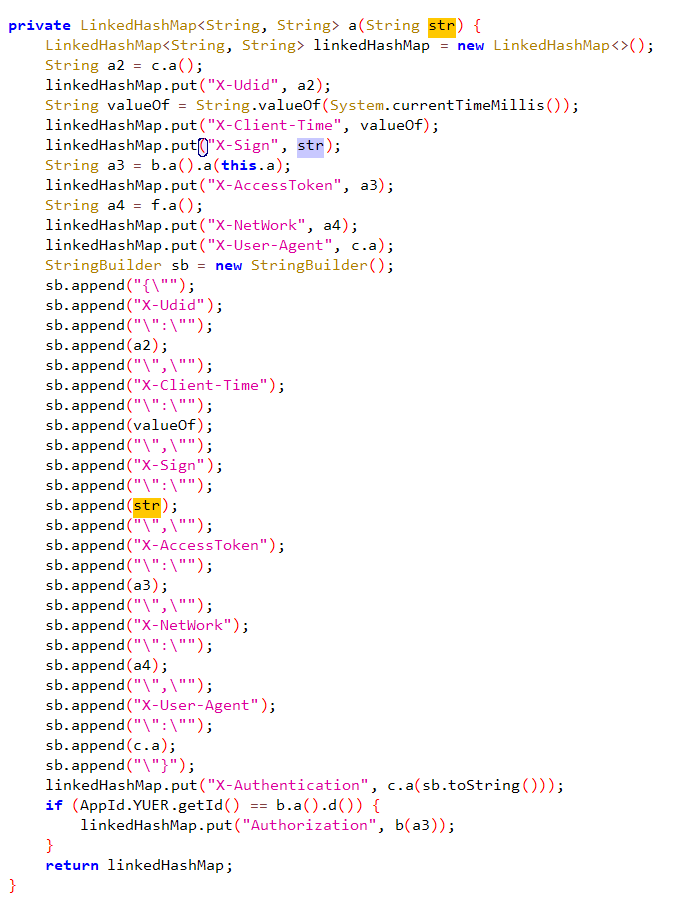 private LinkedHashMap<String, String> a(String str) {
    LinkedHashMap<String, String> linkedHashMap = new LinkedHashMap<>();
    String a2 = c.a();
    linkedHashMap.put("X-Udid", a2);
    String valueOf = String.valueOf(System.currentTimeMillis());
    linkedHashMap.put("X-Client-Time", valueOf);
    linkedHashMap.put("X-Sign", str);
    String a3 = b.a().a(this.a);
    linkedHashMap.put("X-AccessToken", a3);
    String a4 = f.a();
    linkedHashMap.put("X-NetWork", a4);
    linkedHashMap.put("X-User-Agent", c.a);
    StringBuilder sb = new StringBuilder();
    sb.append("{\"");
    sb.append("X-Udid");
    sb.append("\":\"");
    sb.append(a2);
    sb.append("\",\"");
    sb.append("X-Client-Time");
    sb.append("\":\"");
    sb.append(valueOf);
    sb.append("\",\"");
    sb.append("X-Sign");
    sb.append("\":\"");
    sb.append(str);
    sb.append("\",\"");
    sb.append("X-AccessToken");
    sb.append("\":\"");
    sb.append(a3);
    sb.append("\",\"");
    sb.append("X-NetWork");
    sb.append("\":\"");
    sb.append(a4);
    sb.append("\",\"");
    sb.append("X-User-Agent");
    sb.append("\":\"");
    sb.append(c.a);
    sb.append("\"}");
    linkedHashMap.put("X-Authentication", c.a(sb.toString()));
    if (AppId.YUER.getId() == b.a().d()) {
        linkedHashMap.put("Authorization", b(a3));
    }
    return linkedHashMap;
}